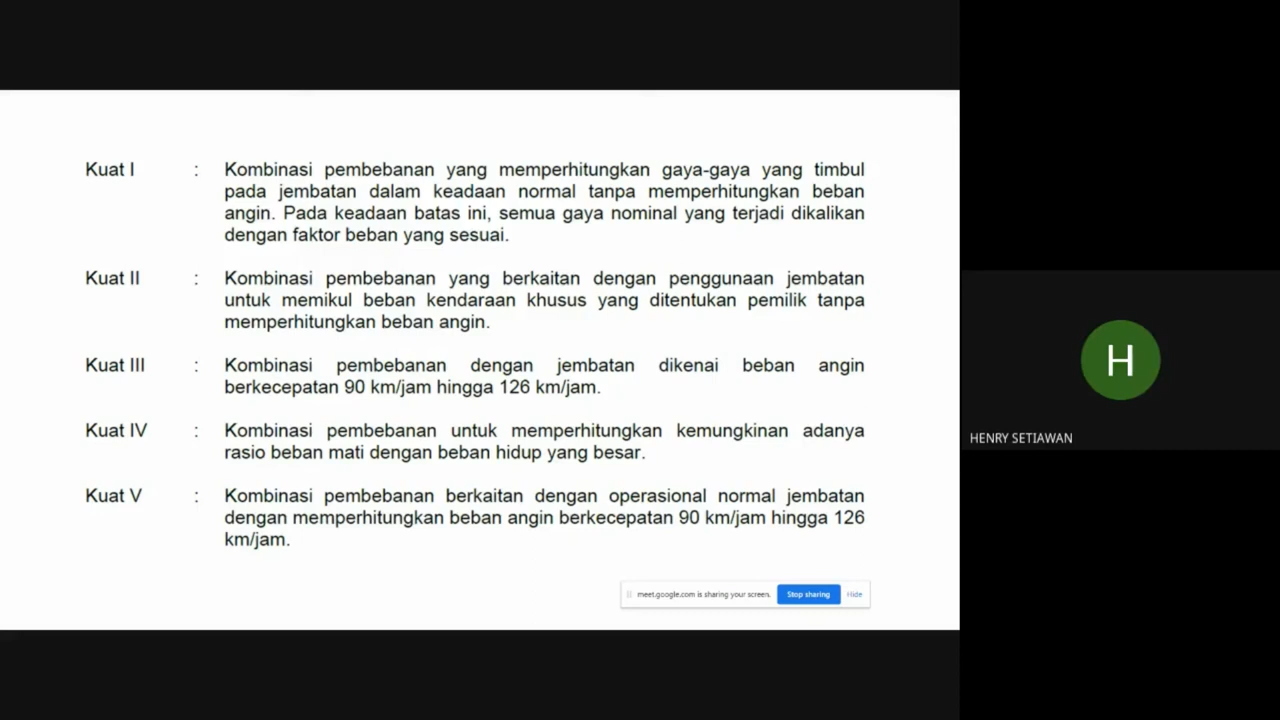 Kuat I : Kombinasi pembebanan yang memperhitungkan gaya-gaya yang timbul
pada jembatan dalam keadaan normal tanpa memperhitungkan beban
angin. Pada keadaan batas ini, semua gaya nominal yang terjadi dikalikan
dengan faktor beban yang sesuai.
Kuat II : Kombinasi pembebanan yang berkaitan dengan penggunaan jembatan
untuk memikul beban kendaraan khusus yang ditentukan pemilik tanpa
memperhitungkan beban angin.
Kuat III : Kombinasi pembebanan dengan jembatan dikenai beban angin
berkecepatan 90 km/jam hingga 126 km/jam.
Kuat IV : Kombinasi pembebanan untuk memperhitungkan kemungkinan adanya
rasio beban mati dengan beban hidup yang besar.
Kuat V : Kombinasi pembebanan berkaitan dengan operasional normal jembatan
dengan memperhitungkan beban angin berkecepatan 90 km/jam hingga 126
km/jam.
meet.google.com is sharing your screen. Stop sharing Hide
H
HENRY SETIAWAN